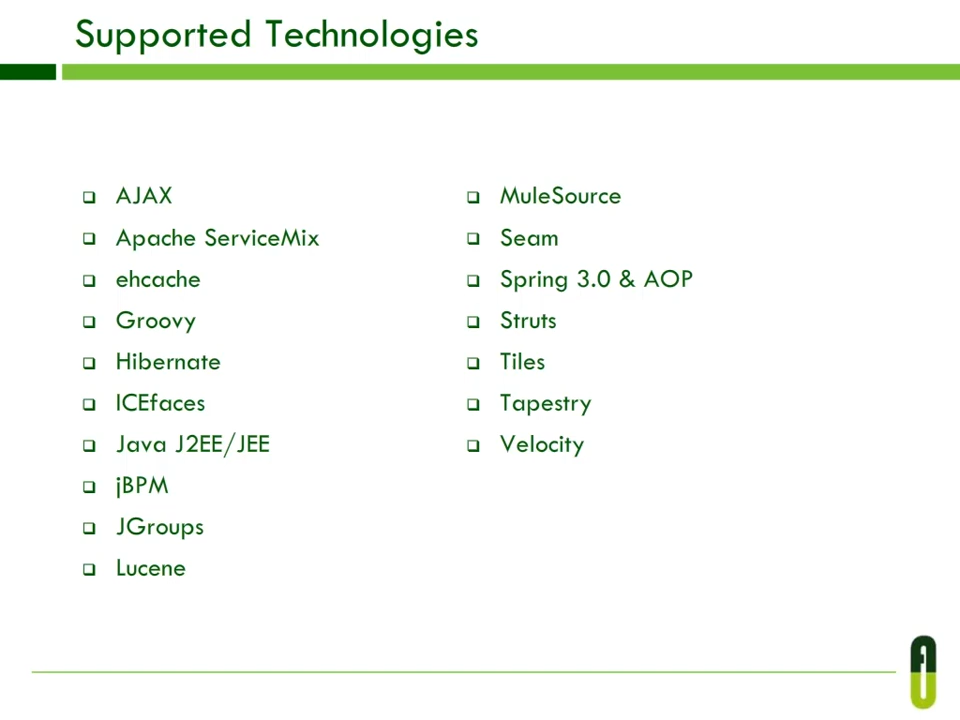 Supported Technologies
AJAX
Apache ServiceMix
ehcache
Groovy
Hibernate
ICEfaces
Java J2EE/JEE
jBPM
JGroups
Lucene
MuleSource
Seam
Spring 3.0 & AOP
Struts
Tiles
Tapestry
Velocity